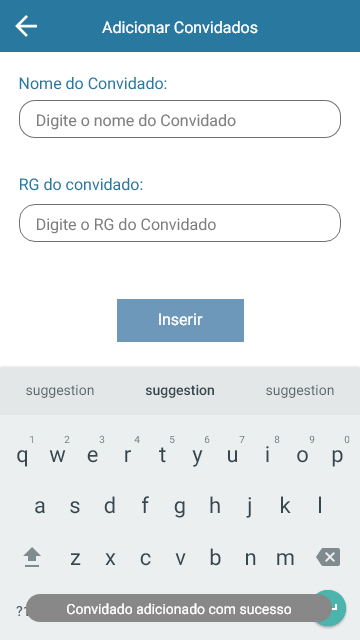 Adicionar Convidados
Nome do Convidado:
Digite o nome do Convidado
RG do convidado:
Digite o RG do Convidado
Inserir
suggestion suggestion suggestion
1 2 3 4 5 6 7 8 9 0
q w e r t y u i o p
a s d f g h j k l
z x c v b n m
Convidado adicionado com sucesso